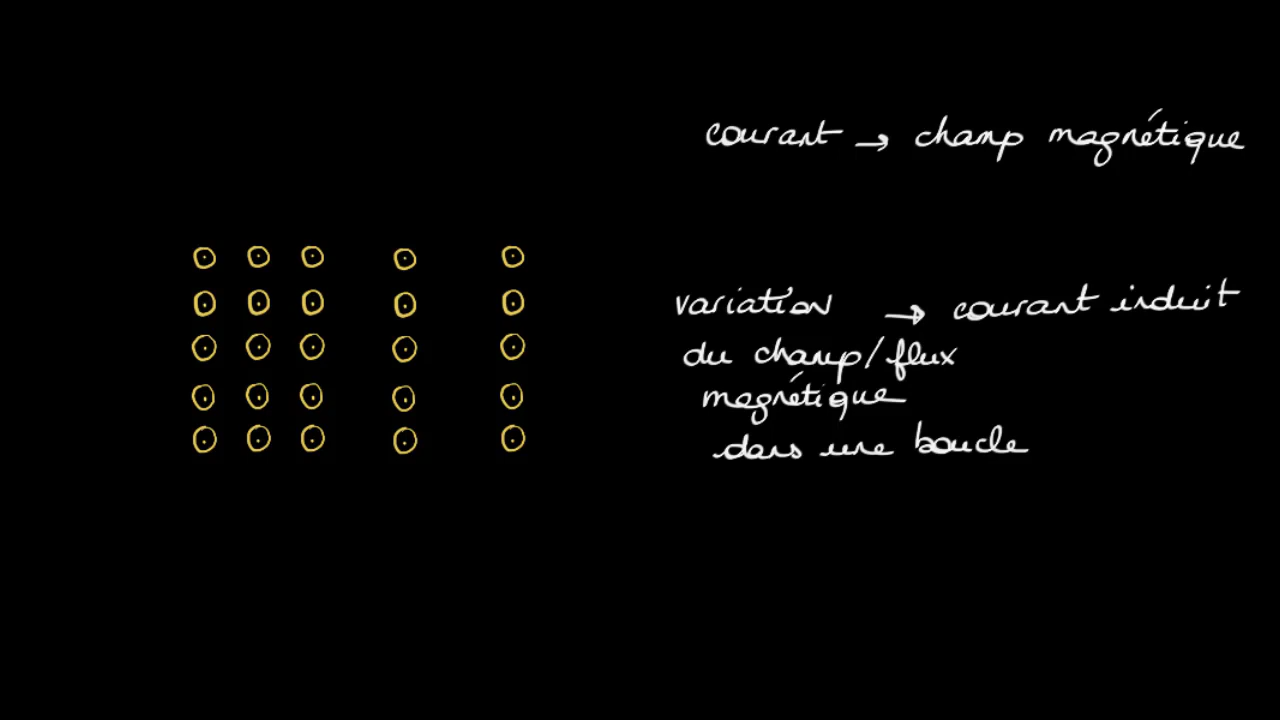 courant → champ magnétique
variation → courant induit
du champ/flux
magnétique
dans une boucle